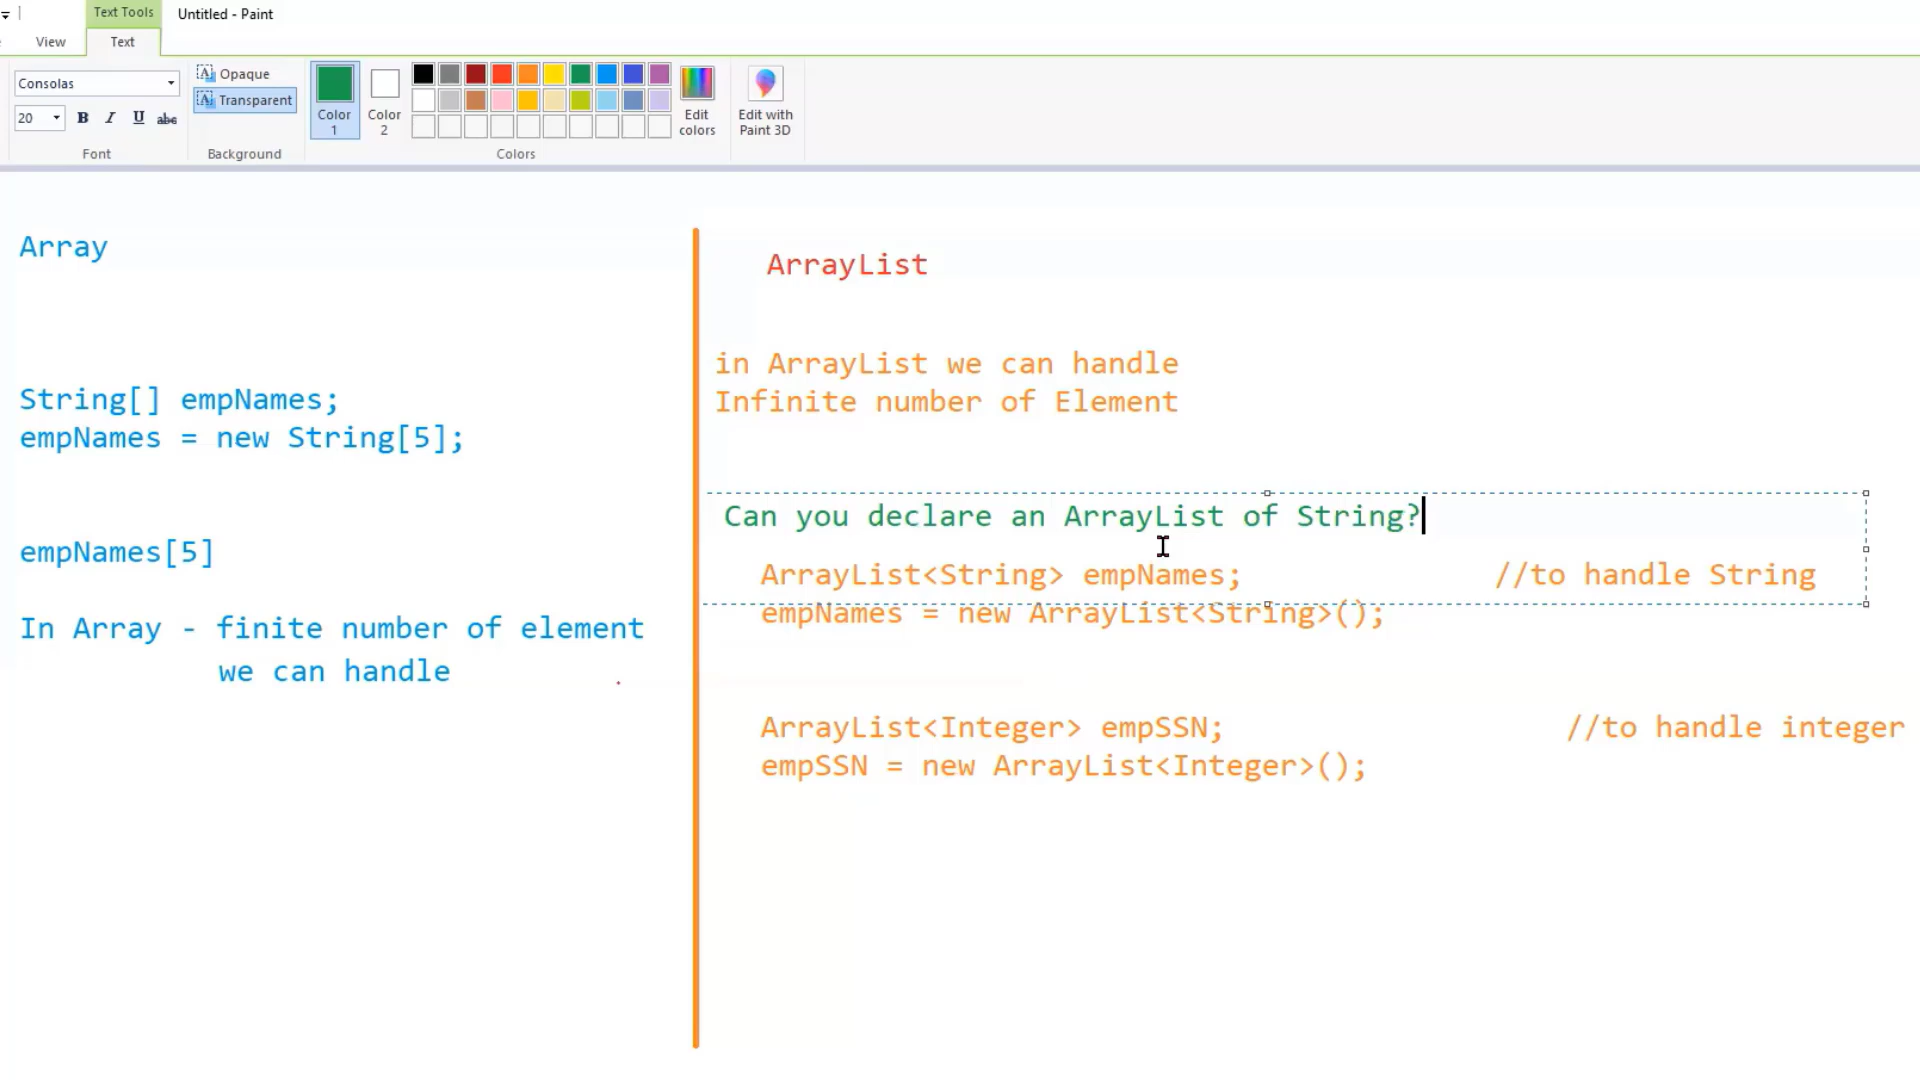 Text Tools
Untitled - Paint
View
Text
Consolas
Opaque
Transparent
20
B I U abc
Color 1
Color 2
Edit colors
Edit with Paint 3D
Font
Background
Colors
Array
String[] empNames;
empNames = new String[5];
empNames[5]
In Array - finite number of element
we can handle
ArrayList
in ArrayList we can handle
Infinite number of Element
Can you declare an ArrayList of String?
ArrayList<String> empNames; //to handle String
empNames = new ArrayList<String>();
ArrayList<Integer> empSSN; //to handle integer
empSSN = new ArrayList<Integer>();